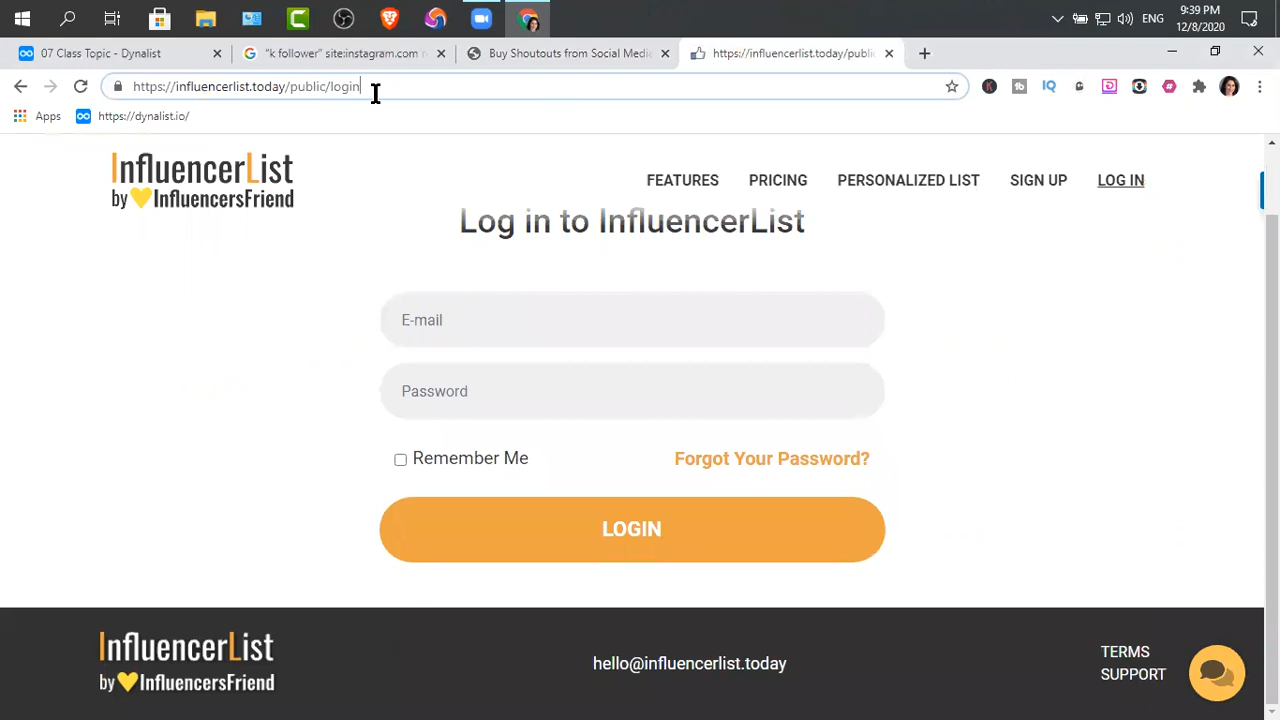 9:39 PM
ENG
12/8/2020
07 Class Topic - Dynalist
"k follower" site:instagram.com
Buy Shoutouts from Social Medi
https://influencerlist.today/publi
https://influencerlist.today/public/login
Apps
https://dynalist.io/
InfluencerList
by InfluencersFriend
FEATURES
PRICING
PERSONALIZED LIST
SIGN UP
LOG IN
Log in to InfluencerList
E-mail
Password
Remember Me
Forgot Your Password?
LOGIN
InfluencerList
by InfluencersFriend
hello@influencerlist.today
TERMS
SUPPORT